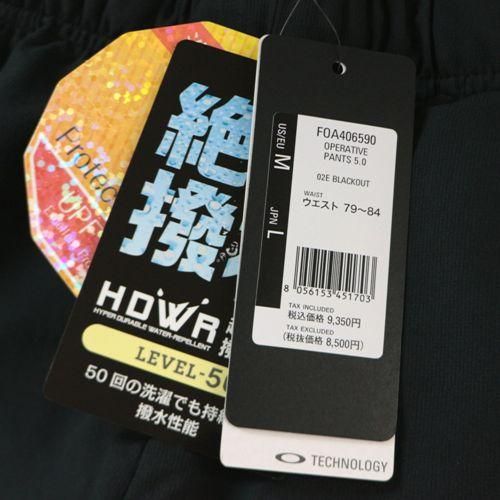 Protec
UPF
絶
撥
HDWR
HYPER DURABLE WATER-REPELLENT
LEVEL-50
50回の洗濯でも持続
撥水性能
US/EU M
JPN L
FOA406590
OPERATIVE
PANTS 5.0
02E BLACKOUT
WAIST
ウエスト 79~84
8 056153 451703
TAX INCLUDED
税込価格 9,350円
(TAX EXCLUDED)
(税抜価格 8,500円)
TECHNOLOGY